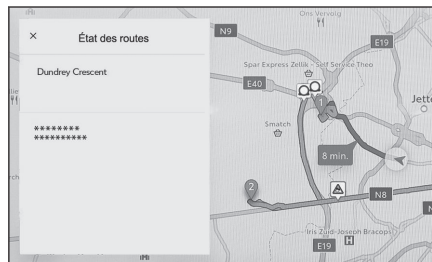 Ons Vervolg
× État des routes
N9
E19
Dundrey Crescent
Spar Express Zellik - Self Service Theo
E40
1
Jette
Smatch
********
**********
8 min.
2
N8
Iris Zuid-Joseph Bracops
H
E19